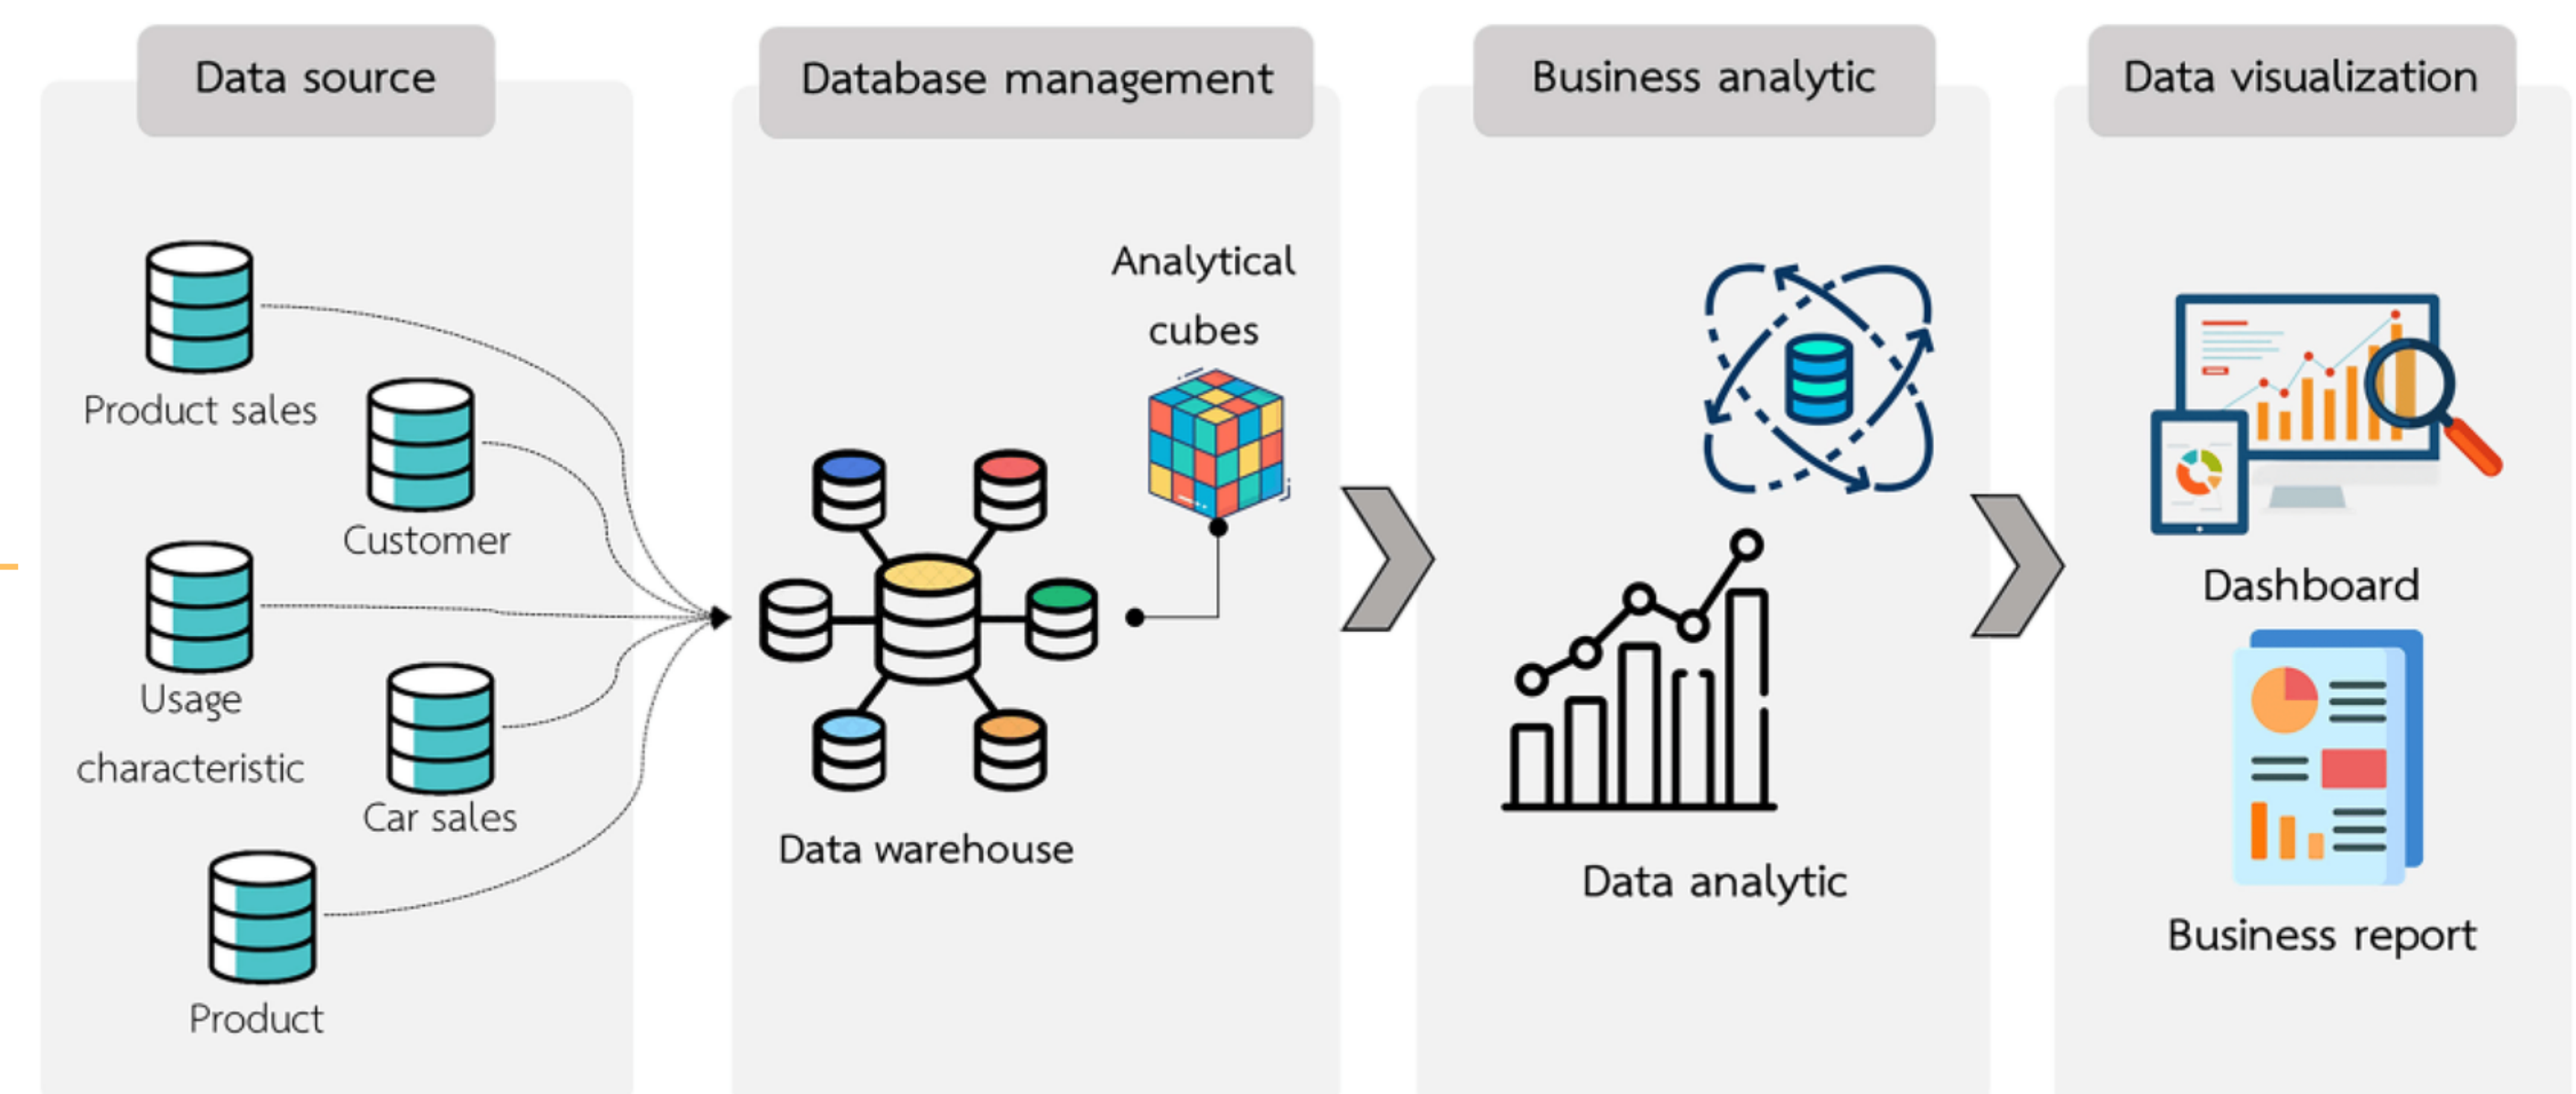 Data source
Product sales
Customer
Usage
characteristic
Car sales
Product
Database management
Analytical
cubes
Data warehouse
Business analytic
Data analytic
Data visualization
Dashboard
Business report